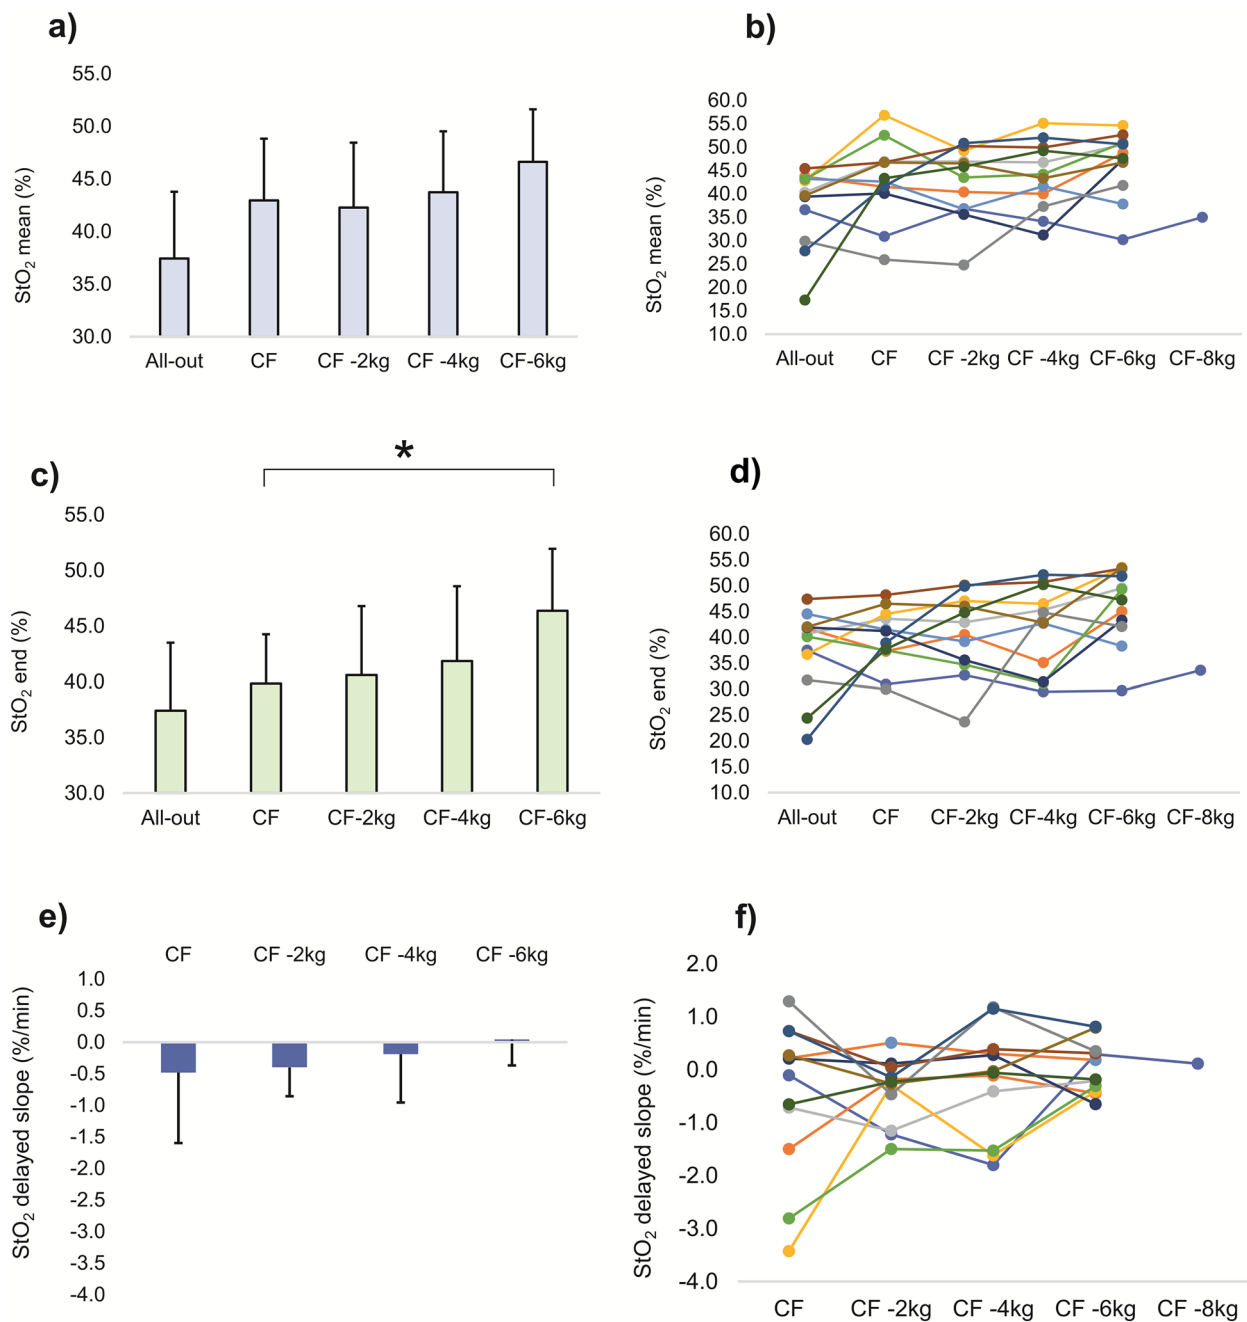 a)
55.0
50.0
45.0
40.0
35.0
30.0
StO2 mean (%)
All-out CF CF -2kg CF -4kg CF-6kg
b)
60.0
55.0
50.0
45.0
40.0
35.0
30.0
25.0
20.0
15.0
10.0
StO2 mean (%)
All-out CF CF -2kg CF -4kg CF-6kg CF-8kg
c)
*
55.0
50.0
45.0
40.0
35.0
30.0
StO2 end (%)
All-out CF CF-2kg CF-4kg CF-6kg
d)
60.0
55.0
50.0
45.0
40.0
35.0
30.0
25.0
20.0
15.0
10.0
StO2 end (%)
All-out CF CF-2kg CF-4kg CF-6kg CF-8kg
e)
CF CF -2kg CF -4kg CF -6kg
1.0
0.5
0.0
-0.5
-1.0
-1.5
-2.0
-2.5
-3.0
-3.5
-4.0
StO2 delayed slope (%/min)
f)
2.0
1.0
0.0
-1.0
-2.0
-3.0
-4.0
StO2 delayed slope (%/min)
CF CF -2kg CF -4kg CF -6kg CF -8kg